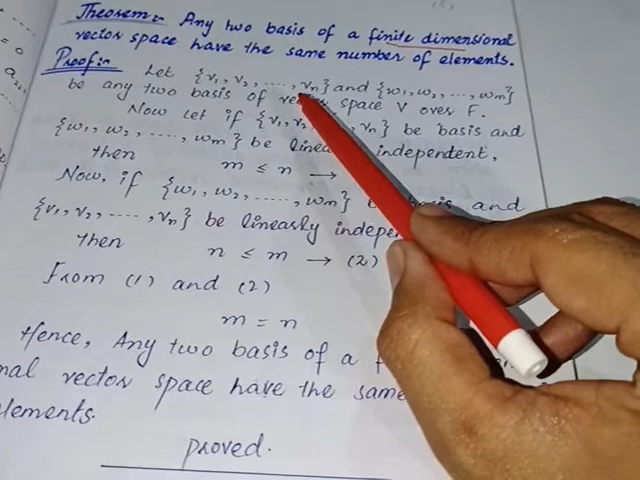 Theorem:- Any two basis of a finite dimensional
vector space have the same number of elements.
Proof:-
Let {v₁, v₂, ...., vₙ} and {w₁, w₂, ..., wₘ}
be any two basis of vector space V over F.
Now let if {v₁, v₂ vₙ} be basis and
{w₁, w₂, ...., wₘ} be linea independent,
then m ≤ n →
Now, if {w₁, w₂, ....., wₘ} and
{v₁, v₂, ...., vₙ} be linearly indepen
then n ≤ m → (2)
From (1) and (2)
m = n
Hence, Any two basis of a f
nal vector space have the same
elements.
proved.